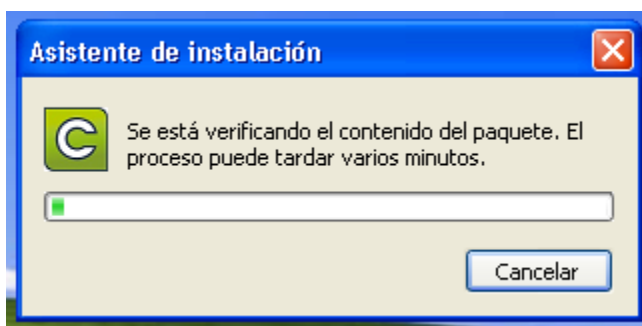 Asistente de instalación
C
Se está verificando el contenido del paquete. El
proceso puede tardar varios minutos.
Cancelar